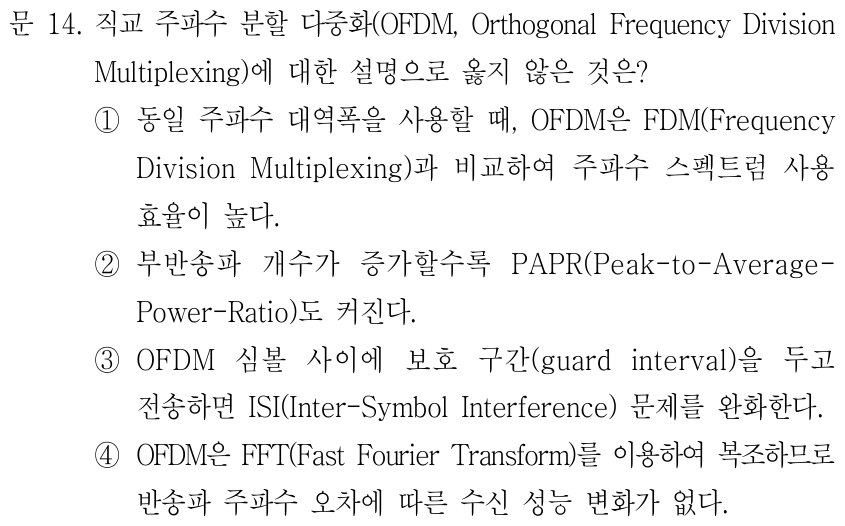 문 14. 직교 주파수 분할 다중화(OFDM, Orthogonal Frequency Division
Multiplexing)에 대한 설명으로 옳지 않은 것은?
① 동일 주파수 대역폭을 사용할 때, OFDM은 FDM(Frequency
Division Multiplexing)과 비교하여 주파수 스펙트럼 사용
효율이 높다.
② 부반송파 개수가 증가할수록 PAPR(Peak-to-Average-
Power-Ratio)도 커진다.
③ OFDM 심볼 사이에 보호 구간(guard interval)을 두고
전송하면 ISI(Inter-Symbol Interference) 문제를 완화한다.
④ OFDM은 FFT(Fast Fourier Transform)를 이용하여 복조하므로
반송파 주파수 오차에 따른 수신 성능 변화가 없다.